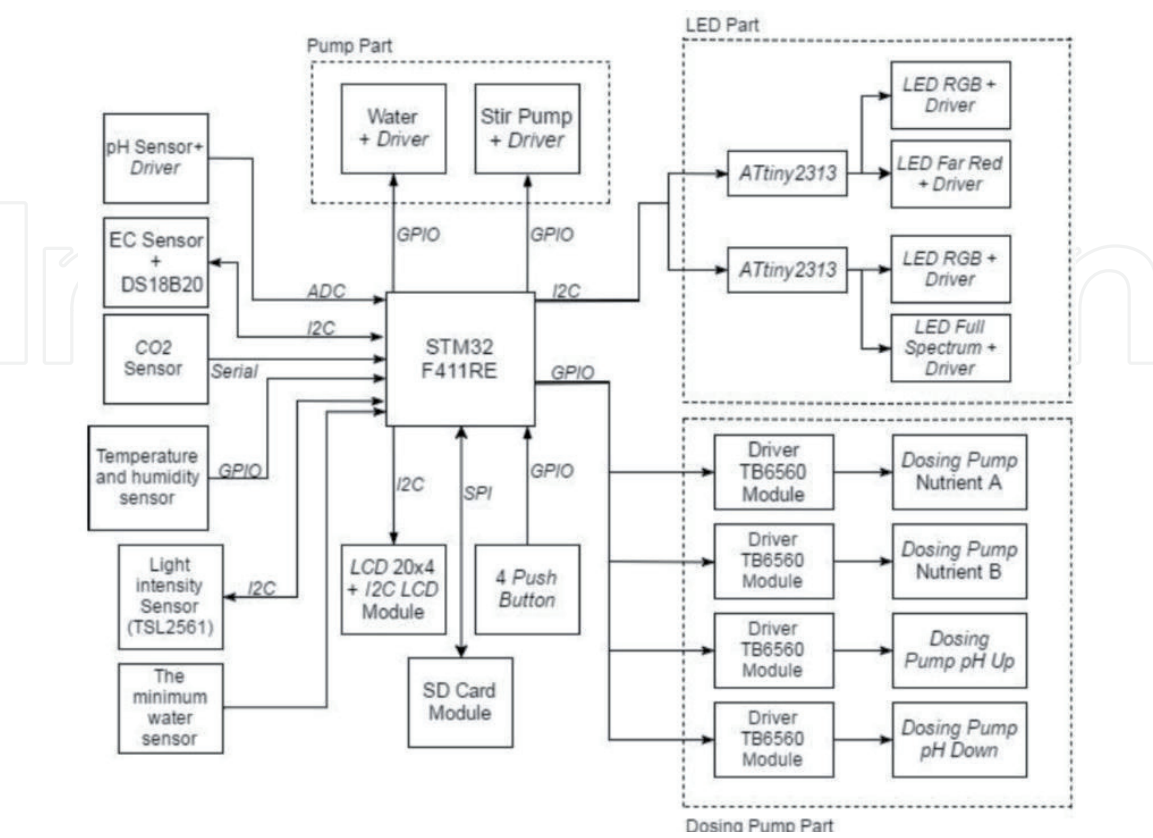 LED Part
Pump Part
Water
+ Driver
Stir Pump
+ Driver
LED RGB +
Driver
pH Sensor+
Driver
ATtiny2313
LED Far Red
+ Driver
EC Sensor
+
DS18B20
GPIO
GPIO
ATtiny2313
LED RGB +
Driver
ADC
I2C
I2C
CO2
Sensor
Serial
STM32
F411RE
LED Full
Spectrum +
Driver
GPIO
Temperature
and humidity
sensor
GPIO
I2C
SPI
GPIO
Driver
TB6560
Module
Dosing Pump
Nutrient A
Light
intensity
Sensor
(TSL2561)
I2C
LCD 20x4
+ I2C LCD
Module
4 Push
Button
Driver
TB6560
Module
Dosing Pump
Nutrient B
The
minimum
water
sensor
SD Card
Module
Driver
TB6560
Module
Dosing
Pump pH Up
Driver
TB6560
Module
Dosing Pump
pH Down
Dosing Pump Part